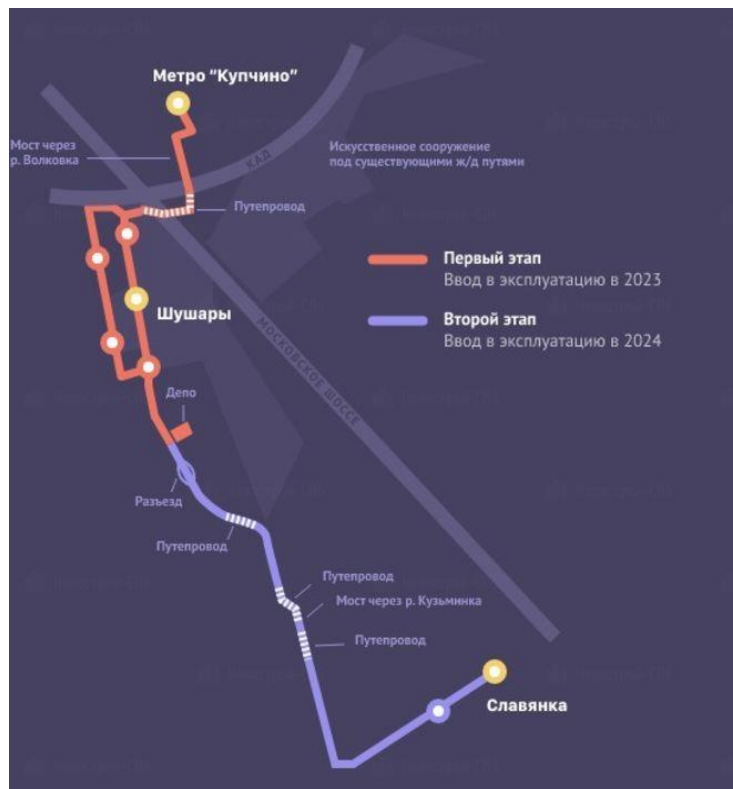 Метро "Купчино"
Мост через
р. Волковка
Искусственное сооружение
под существующими ж/д путями
КАД
Путепровод
Первый этап
Ввод в эксплуатацию в 2023
Шушары
Второй этап
Ввод в эксплуатацию в 2024
МОСКОВСКОЕ ШОССЕ
Депо
Разъезд
Путепровод
Путепровод
Мост через р. Кузьминка
Путепровод
Славянка